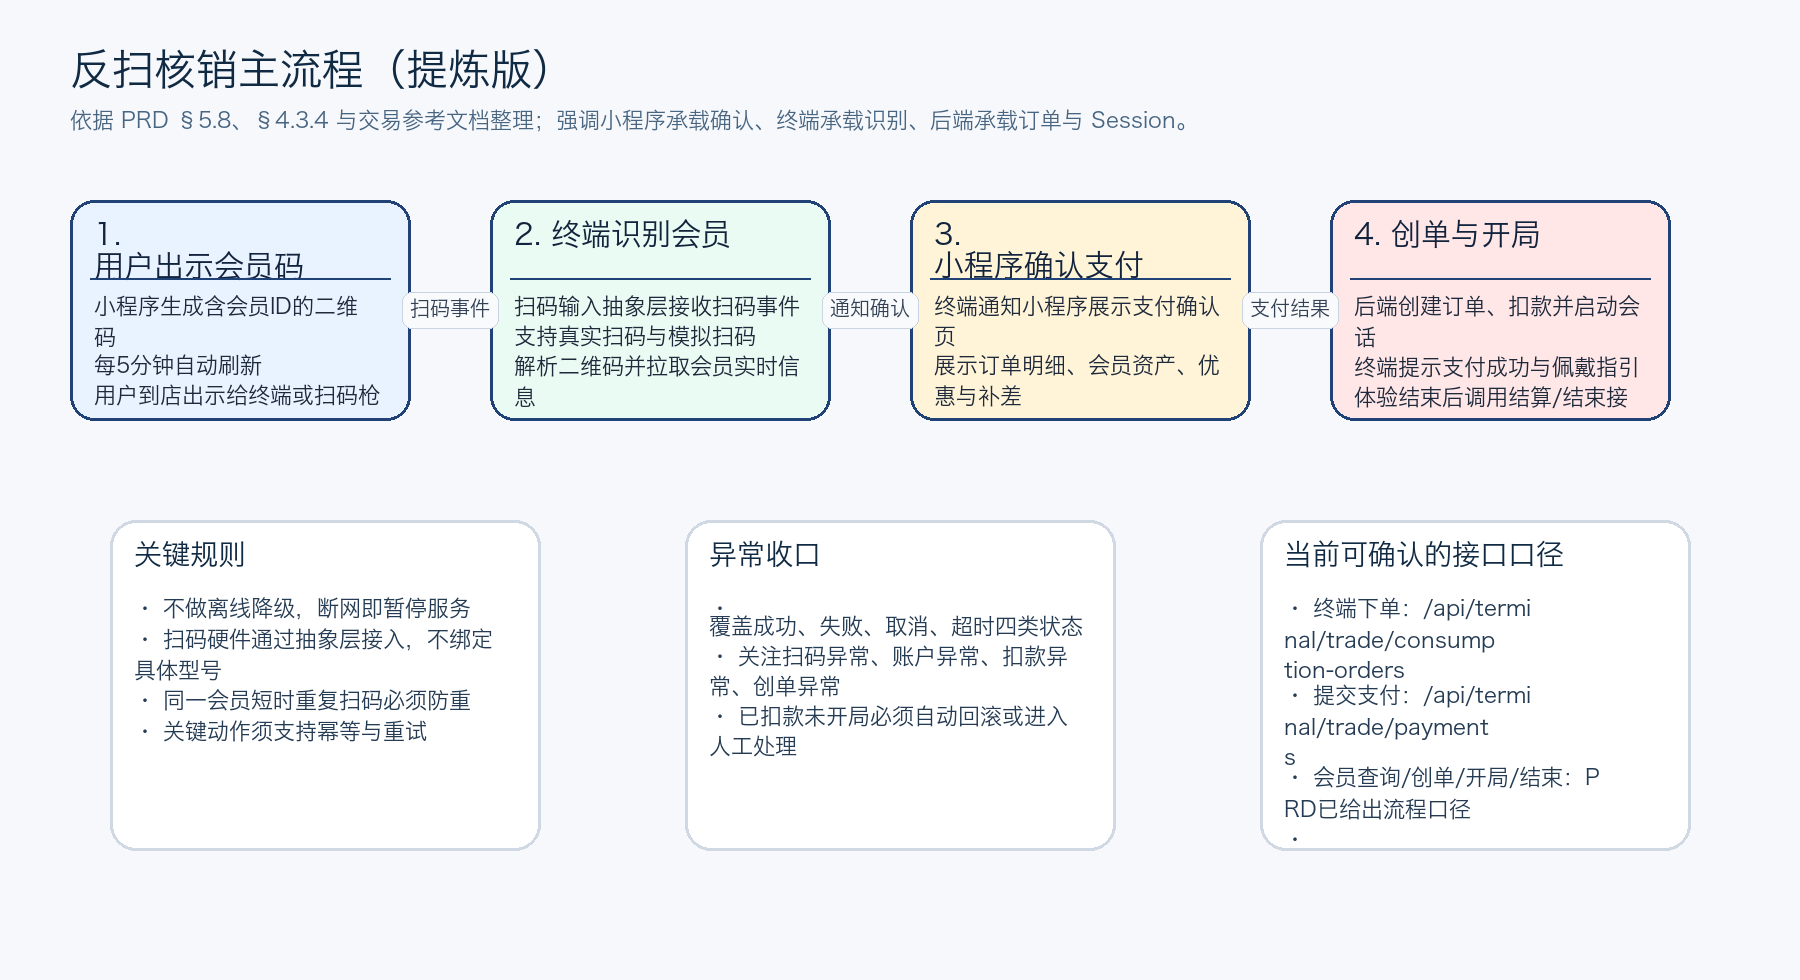 反扫核销主流程（提炼版）
依据 PRD §5.8、§4.3.4 与交易参考文档整理；强调小程序承载确认、终端承载识别、后端承载订单与 Session。
1.
用户出示会员码
小程序生成含会员ID的二维
码
每5分钟自动刷新
用户到店出示给终端或扫码枪
扫码事件
2. 终端识别会员
扫码输入抽象层接收扫码事件
支持真实扫码与模拟扫码
解析二维码并拉取会员实时信
息
通知确认
3.
小程序确认支付
终端通知小程序展示支付确认
页
展示订单明细、会员资产、优
惠与补差
支付结果
4. 创单与开局
后端创建订单、扣款并启动会
话
终端提示支付成功与佩戴指引
体验结束后调用结算/结束接
关键规则
· 不做离线降级，断网即暂停服务
· 扫码硬件通过抽象层接入，不绑定
具体型号
· 同一会员短时重复扫码必须防重
· 关键动作须支持幂等与重试
异常收口
·
覆盖成功、失败、取消、超时四类状态
· 关注扫码异常、账户异常、扣款异
常、创单异常
· 已扣款未开局必须自动回滚或进入
人工处理
当前可确认的接口口径
· 终端下单：/api/termi
nal/trade/consump
tion-orders
· 提交支付：/api/termi
nal/trade/payment
s
· 会员查询/创单/开局/结束：P
RD已给出流程口径
·